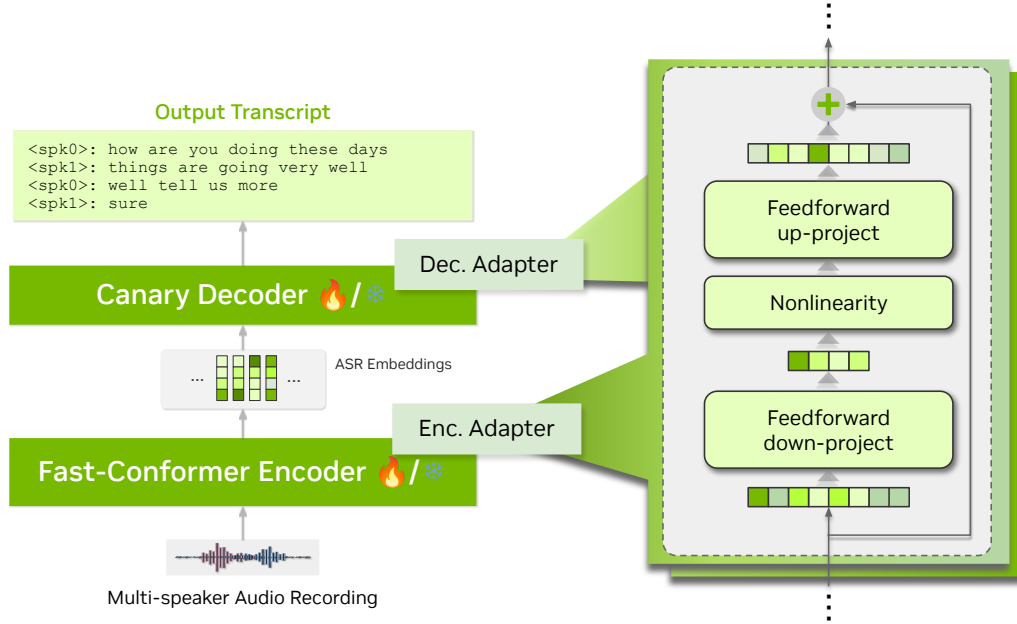 Output Transcript
<spk0>: how are you doing these days
<spk1>: things are going very well
<spk0>: well tell us more
<spk1>: sure
Dec. Adapter
Canary Decoder 🔥/❄
... ...
ASR Embeddings
Enc. Adapter
Fast-Conformer Encoder 🔥/❄
Multi-speaker Audio Recording
+
Feedforward
up-project
Nonlinearity
Feedforward
down-project